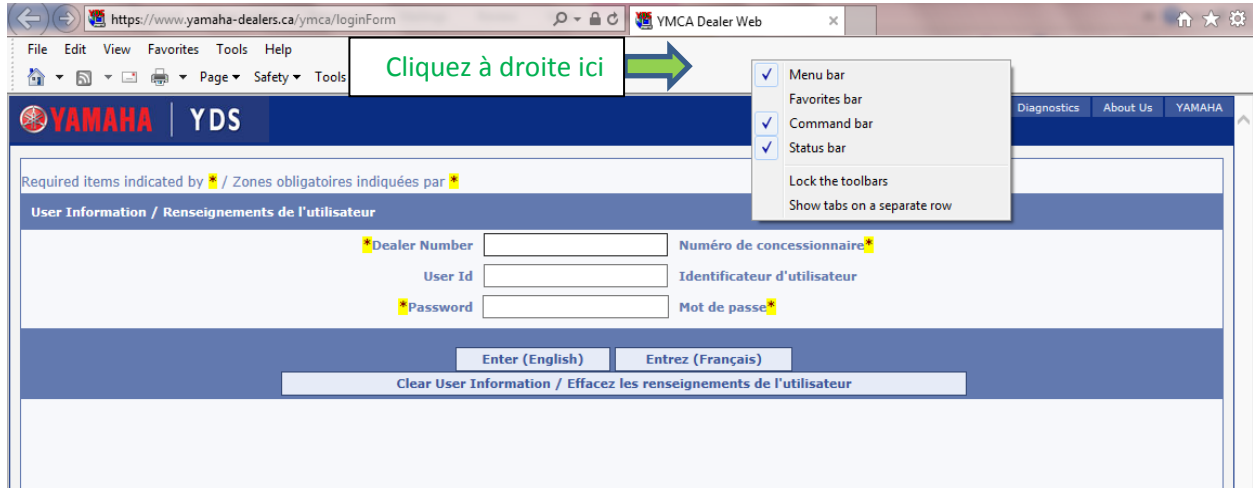 https://www.yamaha-dealers.ca/ymca/loginForm
YMCA Dealer Web
File Edit View Favorites Tools Help
Page Safety Tools
Cliquez à droite ici
Menu bar
Favorites bar
Command bar
Status bar
Lock the toolbars
Show tabs on a separate row
YAMAHA | YDS
Diagnostics About Us YAMAHA
Required items indicated by * / Zones obligatoires indiquées par *
User Information / Renseignements de l'utilisateur
*Dealer Number Numéro de concessionnaire*
User Id Identificateur d'utilisateur
*Password Mot de passe*
Enter (English) Entrez (Français)
Clear User Information / Effacez les renseignements de l'utilisateur